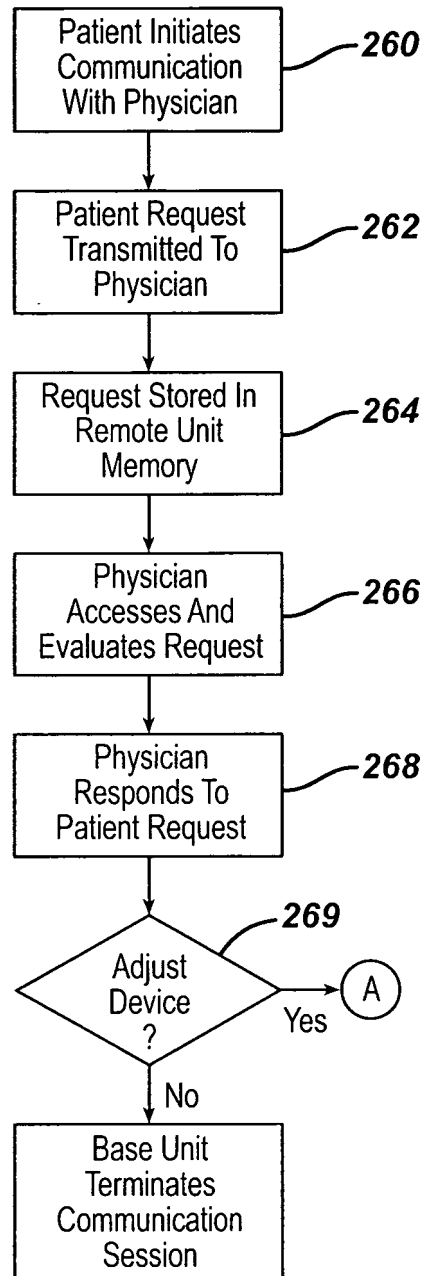 Patient Initiates
Communication
With Physician
260
Patient Request
Transmitted To
Physician
262
Request Stored In
Remote Unit
Memory
264
Physician
Accesses And
Evaluates Request
266
Physician
Responds To
Patient Request
268
269
Adjust
Device
?
Yes
A
No
Base Unit
Terminates
Communication
Session